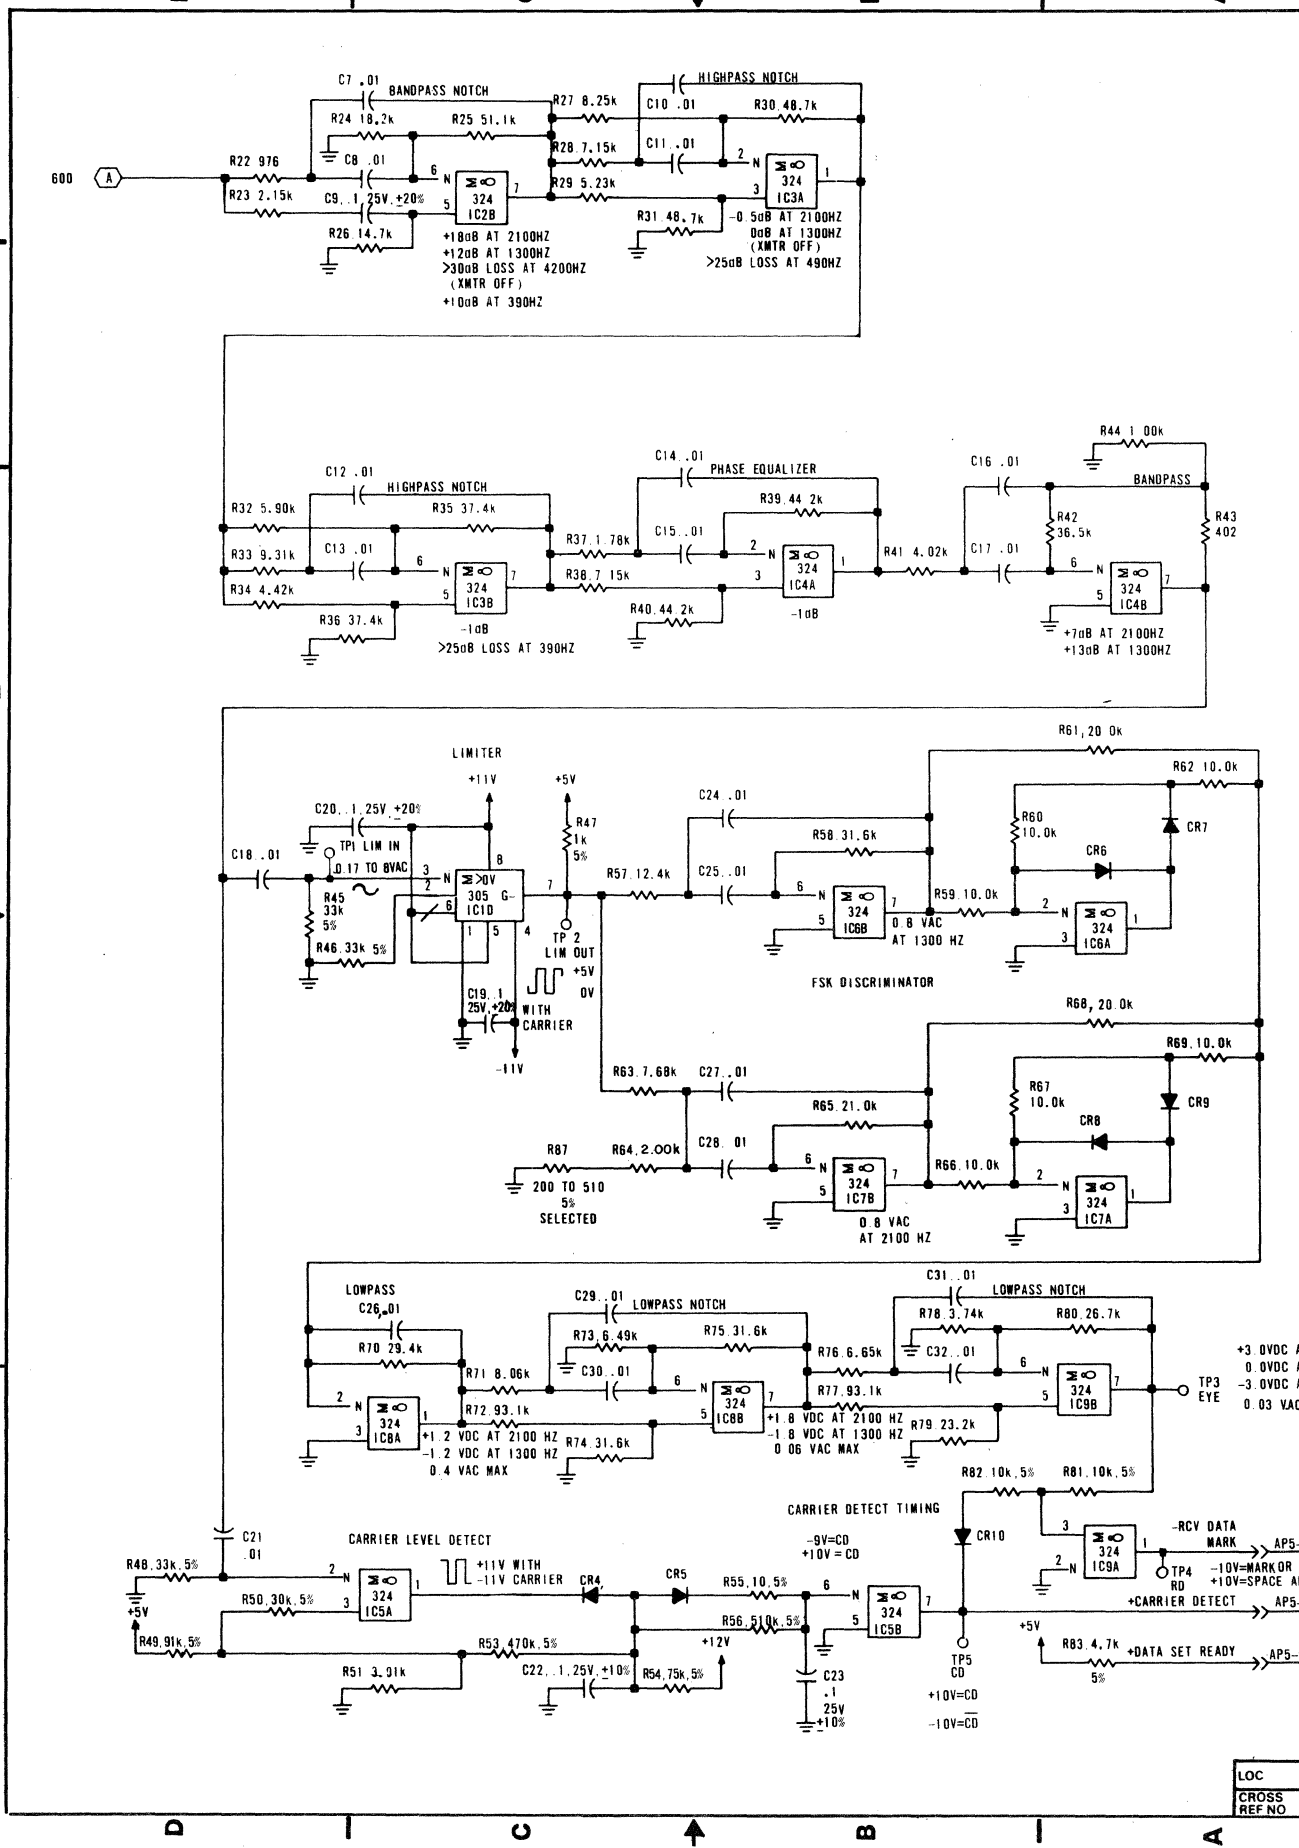 C7 .01
BANDPASS NOTCH
R24 18.2k
R25 51.1k
R27 8.25k
HIGHPASS NOTCH
C10 .01
R30.48.7k
R22 976
C8 .01
R28.7.15k
C11..01
600
A
6 N
M ∞
324
IC2B
7
2 N
M ∞
324
IC3A
1
R23 2.15k
C9..1,25V,±20%
5
R29 5.23k
3
R26.14.7k
R31.48.7k
+18dB AT 2100HZ
+12dB AT 1300HZ
>30dB LOSS AT 4200HZ
(XMTR OFF)
+10dB AT 390HZ
-0.5dB AT 2100HZ
0dB AT 1300HZ
(XMTR OFF)
>25dB LOSS AT 490HZ
R44 1 00k
C12 .01
HIGHPASS NOTCH
C14..01
PHASE EQUALIZER
C16 .01
BANDPASS
R32 5.90k
R35 37.4k
R39.44 2k
R42
36.5k
R43
402
R33 9.31k
C13 .01
R37.1.78k
C15..01
R41 4.02k
C17 .01
6 N
M ∞
324
IC3B
7
2 N
M ∞
324
IC4A
1
6 N
M ∞
324
IC4B
7
R34 4.42k
5
R38.7 15k
3
5
R36 37.4k
R40.44.2k
-1dB
>25dB LOSS AT 390HZ
-1dB
+7dB AT 2100HZ
+13dB AT 1300HZ
R61,20 0k
LIMITER
+11V
+5V
R62 10.0k
C20..1,25V,±20%
C24..01
R47
1k
5%
R58.31.6k
R60
10.0k
CR7
TP1 LIM IN
C18..01
0.17 TO 8VAC
CR6
8
3 N
2
6
M >0V
305 G-
IC1D
7
1 5 4
R57.12.4k
C25..01
R45
33k
5%
R46.33k 5%
6 N
5
M ∞
324
IC6B
7
R59.10.0k
0.8 VAC
AT 1300 HZ
2 N
3
M ∞
324
IC6A
1
TP 2
LIM OUT
+5V
0V
WITH
CARRIER
FSK DISCRIMINATOR
C19..1
25V,±20%
-11V
R68,20.0k
R69.10.0k
R63.7.68k
C27..01
R67
10.0k
CR9
R65.21.0k
CR8
R87
200 TO 510
5%
SELECTED
R64.2.00k
C28. 01
6 N
5
M ∞
324
IC7B
7
R66.10.0k
2 N
3
M ∞
324
IC7A
1
0.8 VAC
AT 2100 HZ
LOWPASS
C26,.01
C29..01
LOWPASS NOTCH
C31..01
LOWPASS NOTCH
R78.3.74k
R80.26.7k
R73,6.49k
R75.31.6k
R70 29.4k
R76.6.65k
C32..01
R71 8.06k
C30..01
6 N
5
M ∞
324
IC8B
7
6 N
5
M ∞
324
IC9B
7
TP3
EYE
+3.0VDC A
0.0VDC A
-3.0VDC A
0.03 VAC
2 N
3
M ∞
324
IC8A
1
R72.93.1k
R77.93.1k
R74.31.6k
R79.23.2k
+1.2 VDC AT 2100 HZ
-1.2 VDC AT 1300 HZ
0.4 VAC MAX
+1.8 VDC AT 2100 HZ
-1.8 VDC AT 1300 HZ
0 06 VAC MAX
R82.10k,5%
R81.10k,5%
CARRIER DETECT TIMING
CARRIER LEVEL DETECT
C21
.01
-9V=CD
+10V=CD
CR10
3
2 N
M ∞
324
IC9A
1
-RCV DATA
MARK
AP5-
TP4
RD
-10V=MARKOR
+10V=SPACE A
+11V WITH
-11V CARRIER
R48.33k.5%
2 N
3
M ∞
324
IC5A
1
CR4
CR5
R55,10,5%
6 N
5
M ∞
324
IC5B
7
R50,30k,5%
+5V
+CARRIER DETECT
AP5-
R56,510k,5%
R49,91k,5%
R53,470k,5%
+12V
+5V
R83,4.7k
5%
+DATA SET READY
AP5-
R51 3.01k
C22,.1,25V,±10%
R54,75k,5%
C23
.1
25V
±10%
TP5
CD
+10V=CD
-10V=CD
LOC
CROSS
REF NO
D
C
B
A